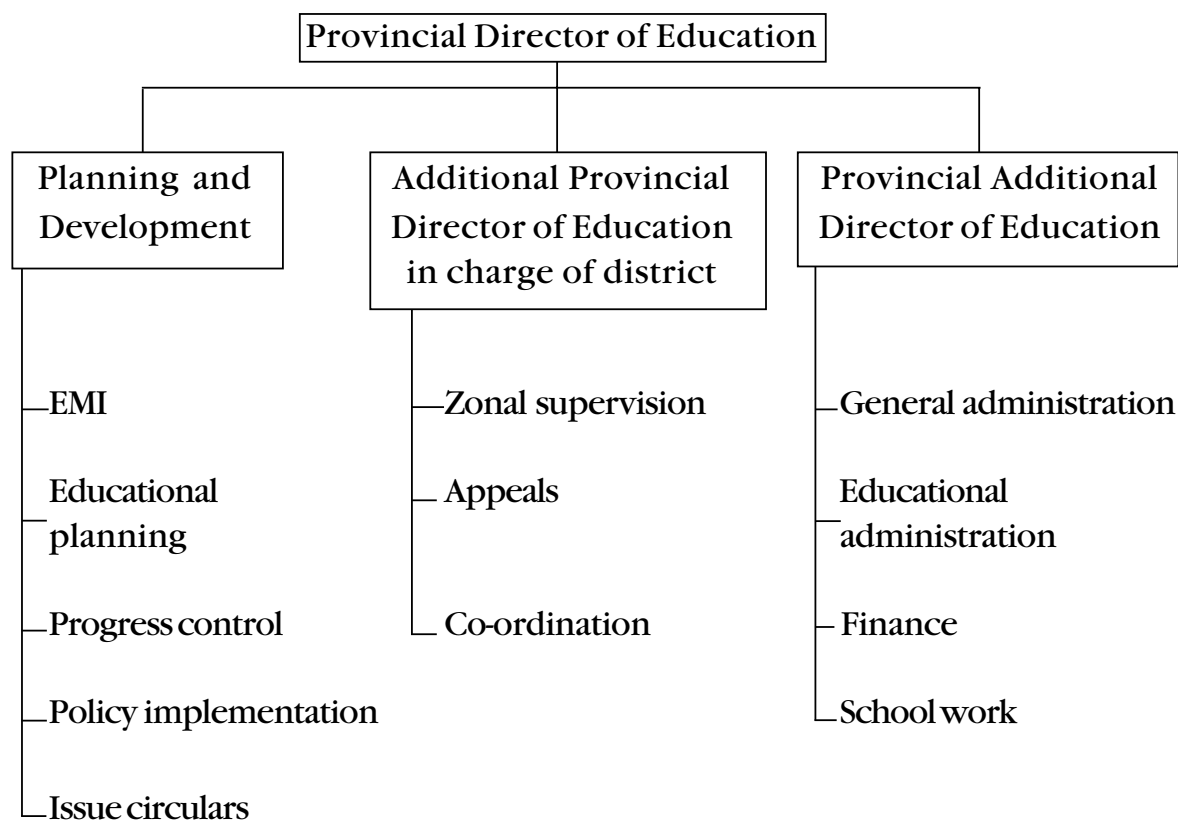 Provincial Director of Education
Planning and
Development
Additional Provincial
Director of Education
in charge of district
Provincial Additional
Director of Education
EMI
Educational
planning
Progress control
Policy implementation
Issue circulars
Zonal supervision
Appeals
Co-ordination
General administration
Educational
administration
Finance
School work